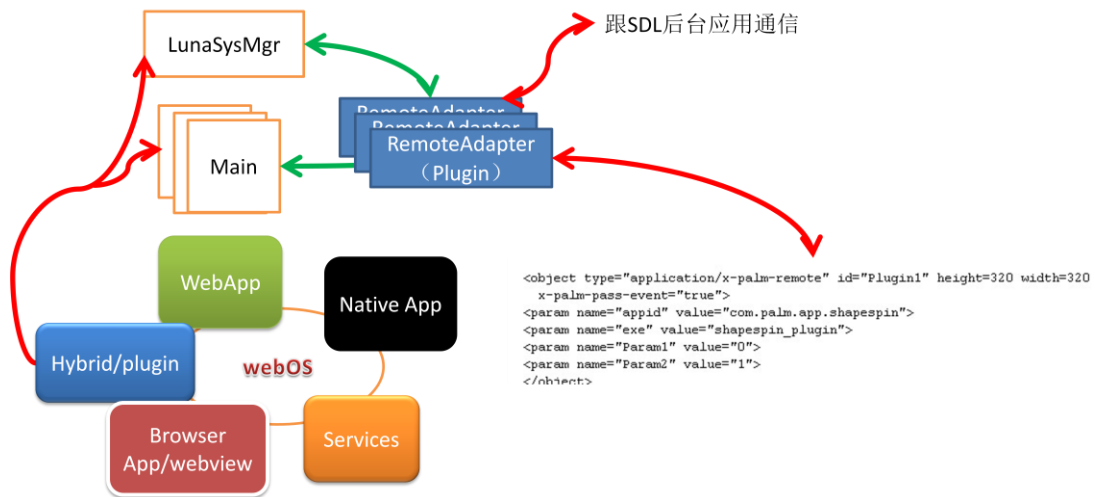 跟SDL后台应用通信
LunaSysMgr
RemoteAdapter
RemoteAdapter
RemoteAdapter
（Plugin）
Main
WebApp
Native App
Hybrid/plugin
webOS
Browser
App/webview
Services
<object type="application/x-palm-remote" id="Plugin1" height=320 width=320
x-palm-pass-event="true">
<param name="appid" value="com.palm.app.shapespin">
<param name="exe" value="shapespin_plugin">
<param name="Param1" value="0">
<param name="Param2" value="1">
</object>